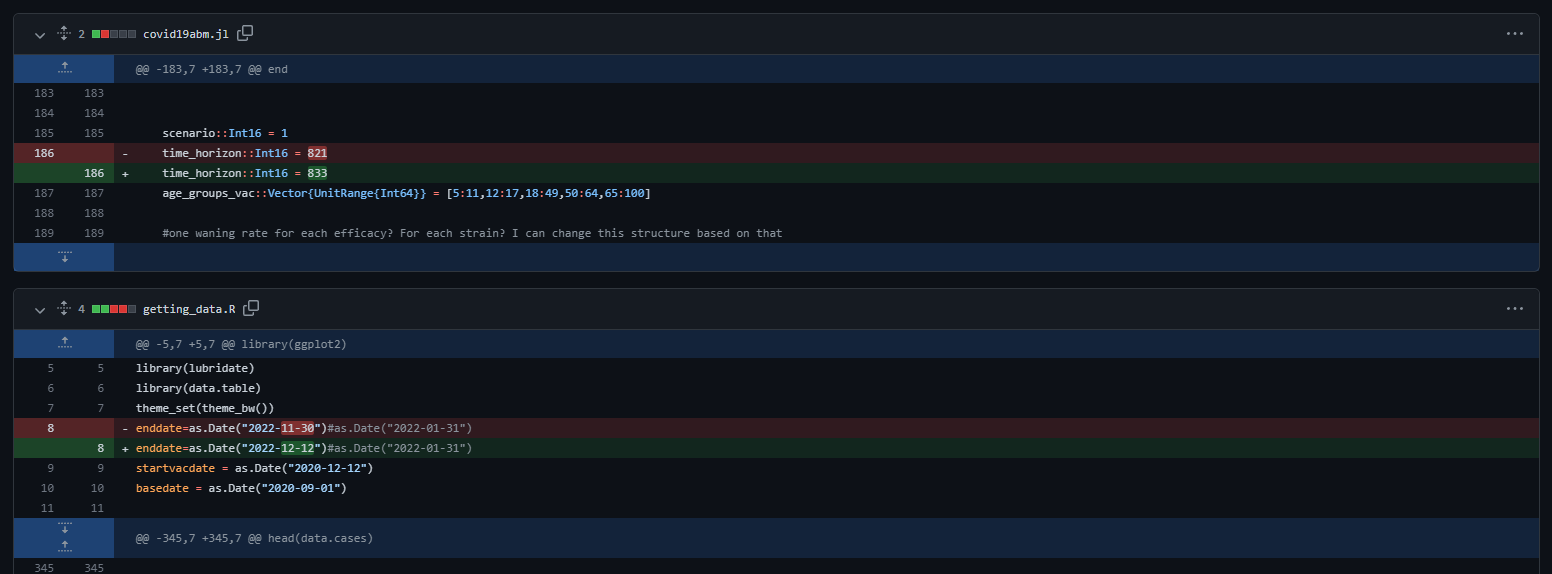 2 covid19abm.jl
@@ -183,7 +183,7 @@ end
183 183
184 184
185 185 scenario::Int16 = 1
186 - time_horizon::Int16 = 821
186 + time_horizon::Int16 = 833
187 187 age_groups_vac::Vector{UnitRange{Int64}} = [5:11,12:17,18:49,50:64,65:100]
188 188
189 189 #one waning rate for each efficacy? For each strain? I can change this structure based on that
4 getting_data.R
@@ -5,7 +5,7 @@ library(ggplot2)
5 5 library(lubridate)
6 6 library(data.table)
7 7 theme_set(theme_bw())
8 - enddate=as.Date("2022-11-30")#as.Date("2022-01-31")
8 + enddate=as.Date("2022-12-12")#as.Date("2022-01-31")
9 9 startvacdate = as.Date("2020-12-12")
10 10 basedate = as.Date("2020-09-01")
11 11
@@ -345,7 +345,7 @@ head(data.cases)
345 345